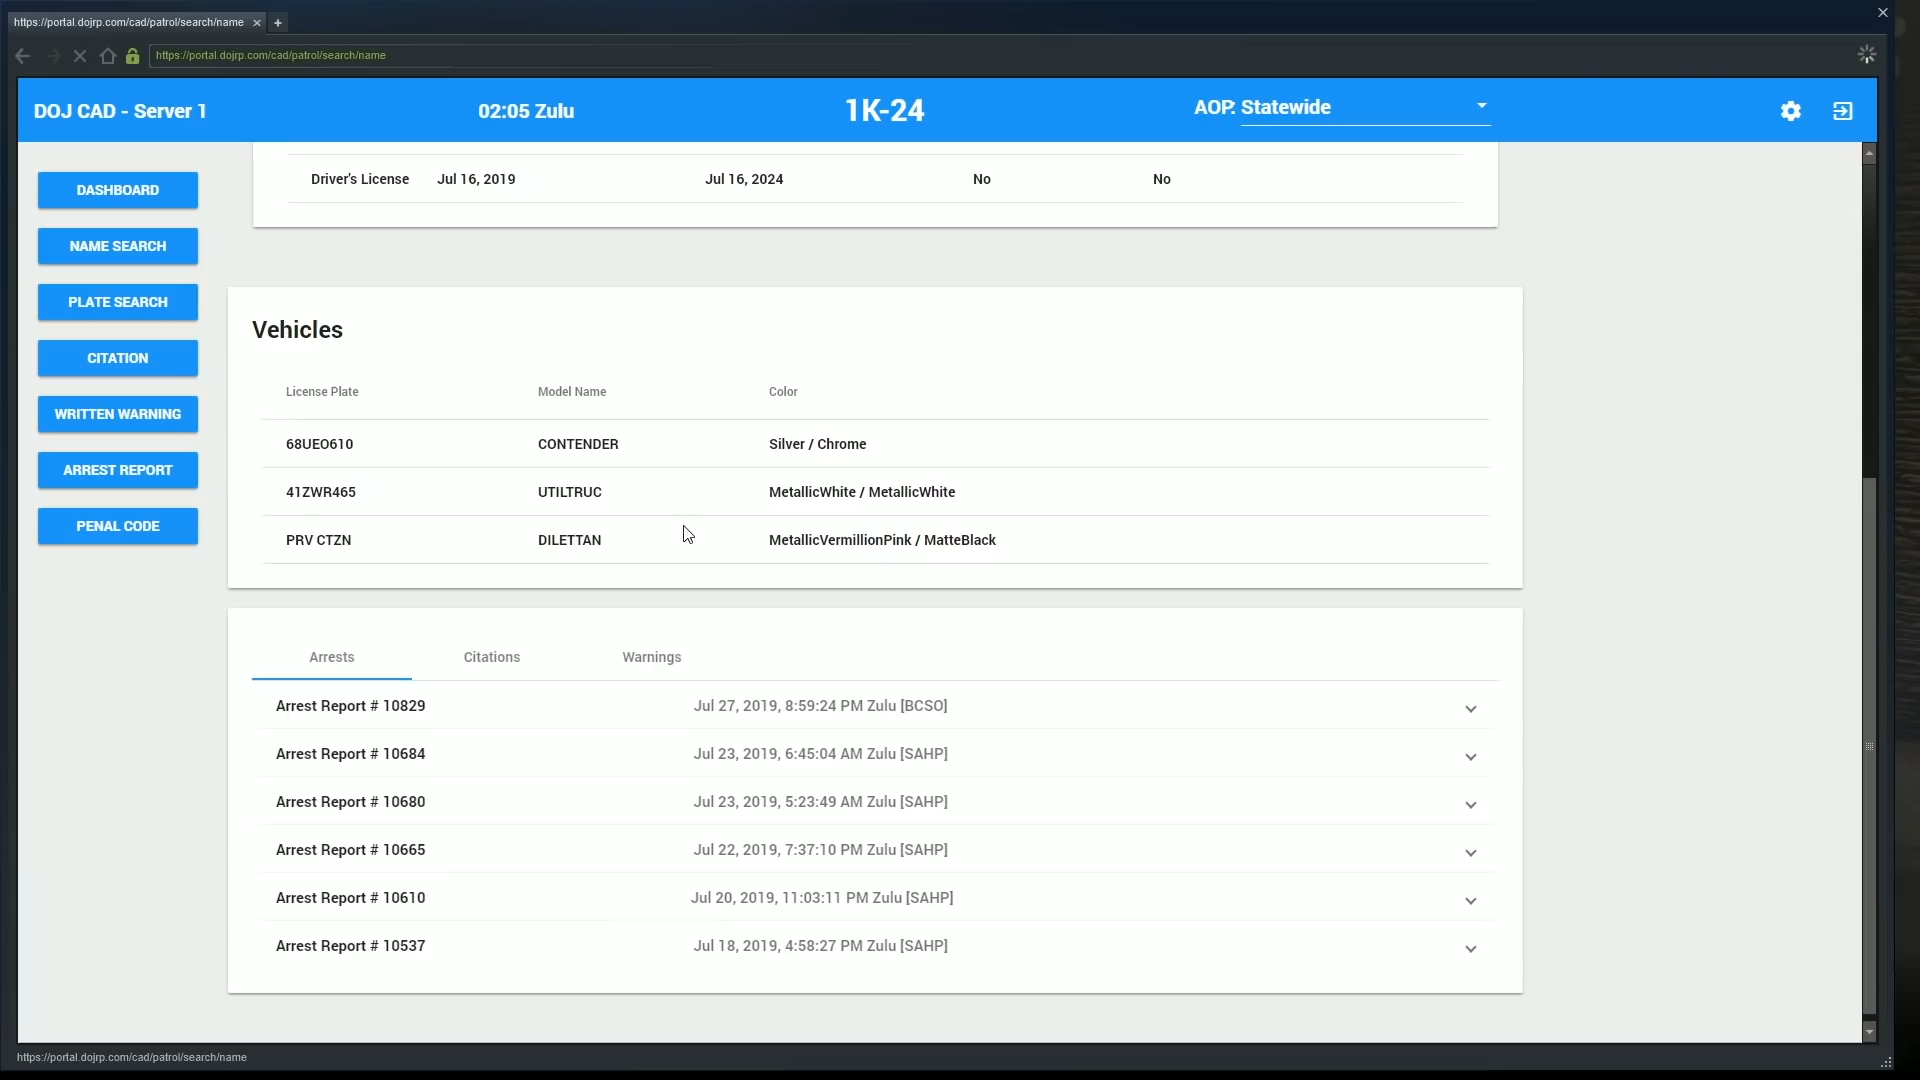 https://portal.dojrp.com/cad/patrol/search/name
https://portal.dojrp.com/cad/patrol/search/name
DOJ CAD - Server 1 02:05 Zulu 1K-24 AOP: Statewide
DASHBOARD
NAME SEARCH
PLATE SEARCH
CITATION
WRITTEN WARNING
ARREST REPORT
PENAL CODE
Driver's License Jul 16, 2019 Jul 16, 2024 No No
Vehicles
License Plate Model Name Color
68UEO610 CONTENDER Silver / Chrome
41ZWR465 UTILTRUC MetallicWhite / MetallicWhite
PRV CTZN DILETTAN MetallicVermillionPink / MatteBlack
Arrests Citations Warnings
Arrest Report # 10829 Jul 27, 2019, 8:59:24 PM Zulu [BCSO]
Arrest Report # 10684 Jul 23, 2019, 6:45:04 AM Zulu [SAHP]
Arrest Report # 10680 Jul 23, 2019, 5:23:49 AM Zulu [SAHP]
Arrest Report # 10665 Jul 22, 2019, 7:37:10 PM Zulu [SAHP]
Arrest Report # 10610 Jul 20, 2019, 11:03:11 PM Zulu [SAHP]
Arrest Report # 10537 Jul 18, 2019, 4:58:27 PM Zulu [SAHP]
https://portal.dojrp.com/cad/patrol/search/name